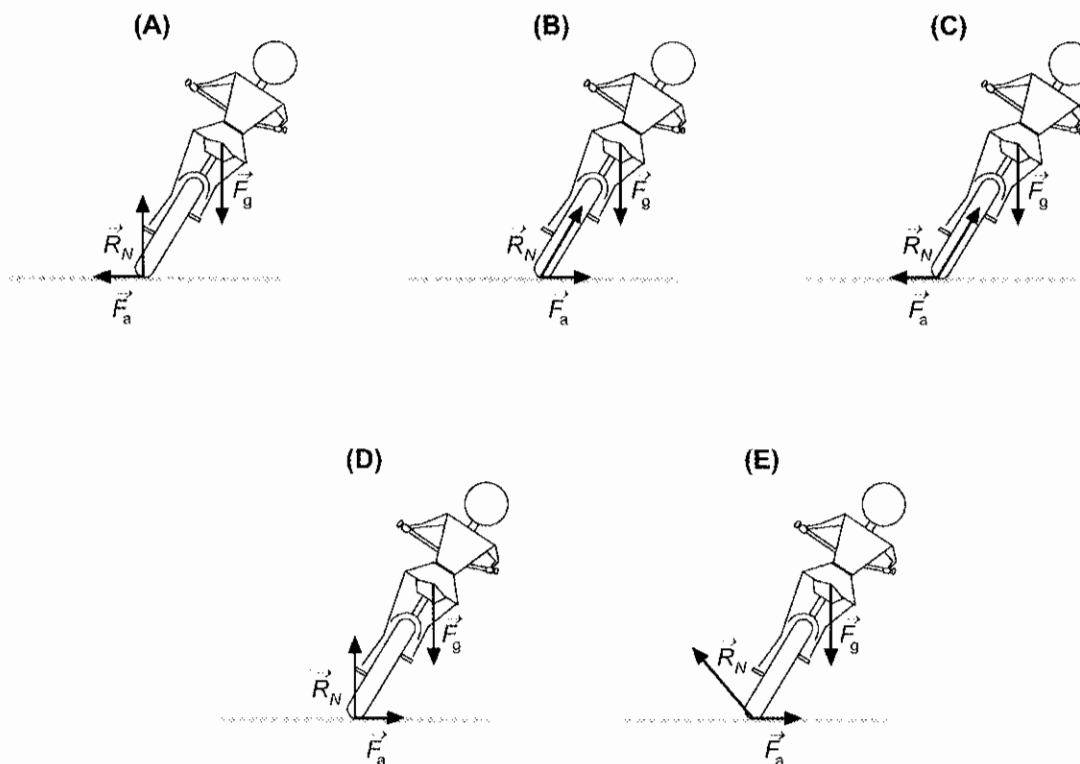 (A) (B) (C)
F_g F_g F_g
R_N R_N R_N
F_a F_a F_a
(D) (E)
F_g F_g
R_N R_N
F_a F_a